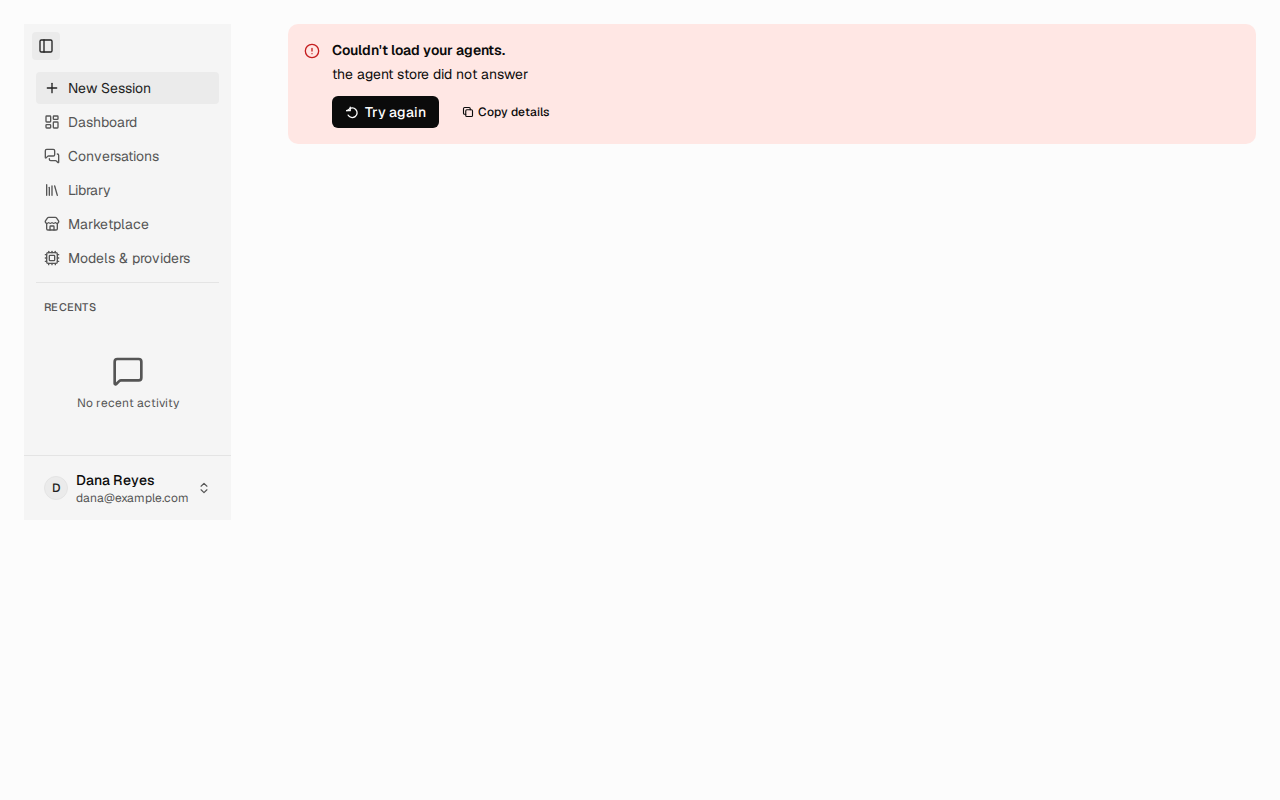 New Session
Dashboard
Conversations
Library
Marketplace
Models & providers
RECENTS
No recent activity
D
Dana Reyes
dana@example.com
Couldn't load your agents.
the agent store did not answer
Try again
Copy details